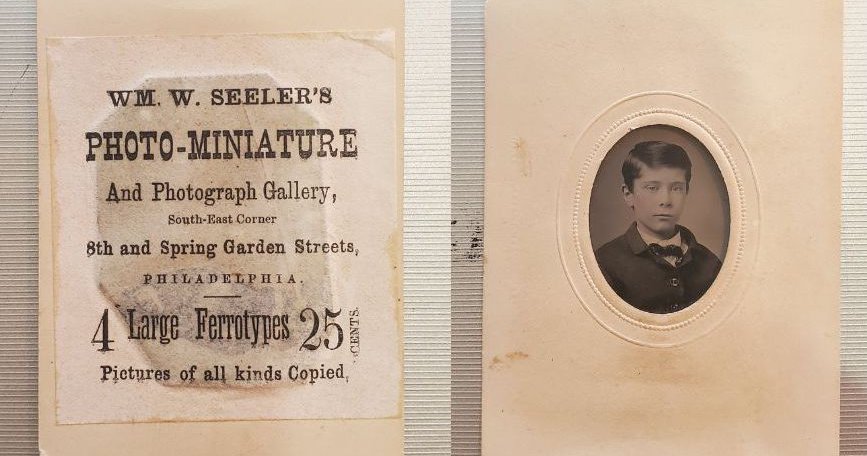 WM. W. SEELER'S
PHOTO-MINIATURE
And Photograph Gallery,
South-East Corner
8th and Spring Garden Streets,
PHILADELPHIA.
4 Large Ferrotypes 25 CENTS.
Pictures of all kinds Copied,